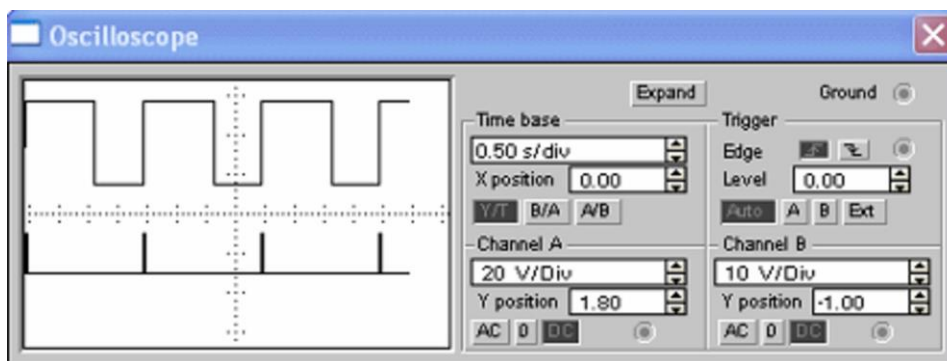 Oscilloscope
Expand Ground
Time base Trigger
0.50 s/div Edge
X position 0.00 Level 0.00
Y/T B/A A/B Auto A B Ext
Channel A Channel B
20 V/Div 10 V/Div
Y position 1.80 Y position -1.00
AC 0 DC AC 0 DC